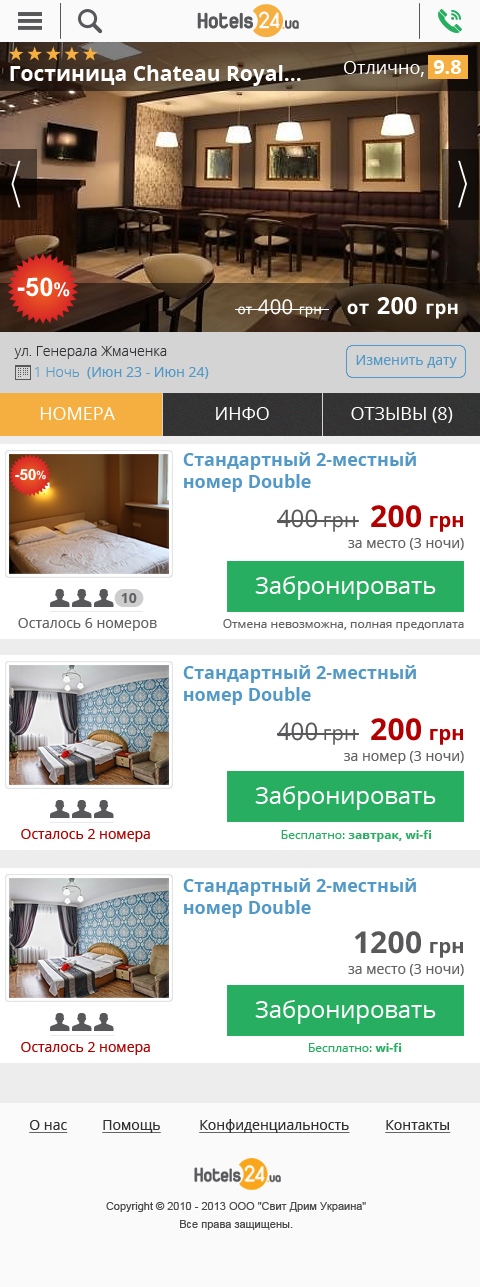 Hotels24.ua
Гостиница Chateau Royal...
Отлично, 9.8
-50%
от 400 грн от 200 грн
ул. Генерала Жмаченка
1 Ночь (Июн 23 - Июн 24)
Изменить дату
НОМЕРА ИНФО ОТЗЫВЫ (8)
-50%
Стандартный 2-местный
номер Double
400 грн 200 грн
за место (3 ночи)
10
Забронировать
Осталось 6 номеров
Отмена невозможна, полная предоплата
Стандартный 2-местный
номер Double
400 грн 200 грн
за номер (3 ночи)
Забронировать
Осталось 2 номера
Бесплатно: завтрак, wi-fi
Стандартный 2-местный
номер Double
1200 грн
за место (3 ночи)
Забронировать
Осталось 2 номера
Бесплатно: wi-fi
О нас Помощь Конфиденциальность Контакты
Hotels24.ua
Copyright © 2010 - 2013 ООО "Свит Дрим Украина"
Все права защищены.